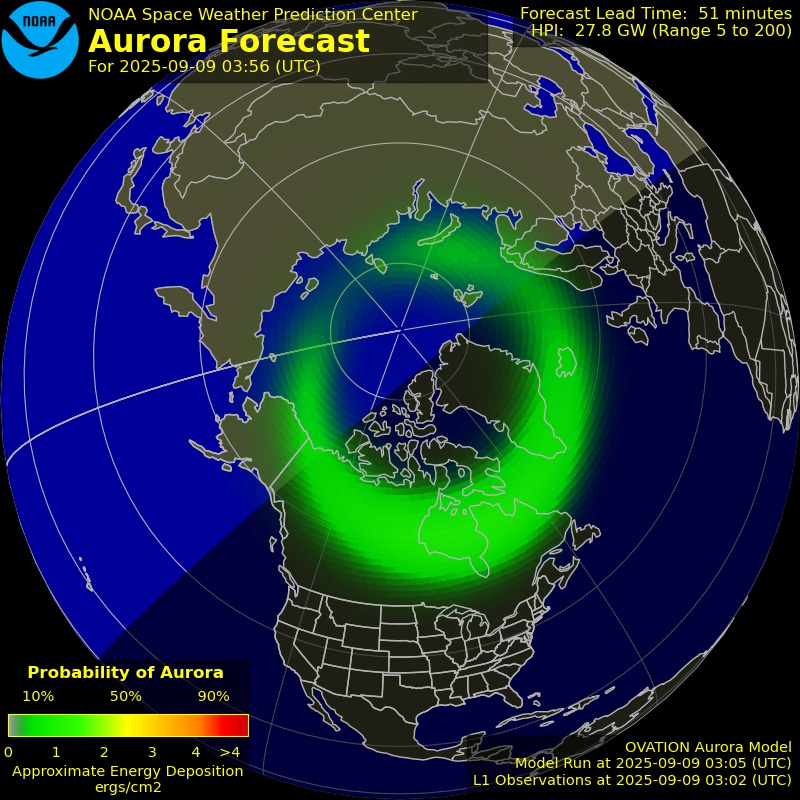 NOAA
NOAA Space Weather Prediction Center
Aurora Forecast
For 2025-09-09 03:56 (UTC)
Forecast Lead Time: 51 minutes
HPI: 27.8 GW (Range 5 to 200)
Probability of Aurora
10% 50% 90%
0 1 2 3 4 >4
Approximate Energy Deposition
ergs/cm2
OVATION Aurora Model
Model Run at 2025-09-09 03:05 (UTC)
L1 Observations at 2025-09-09 03:02 (UTC)